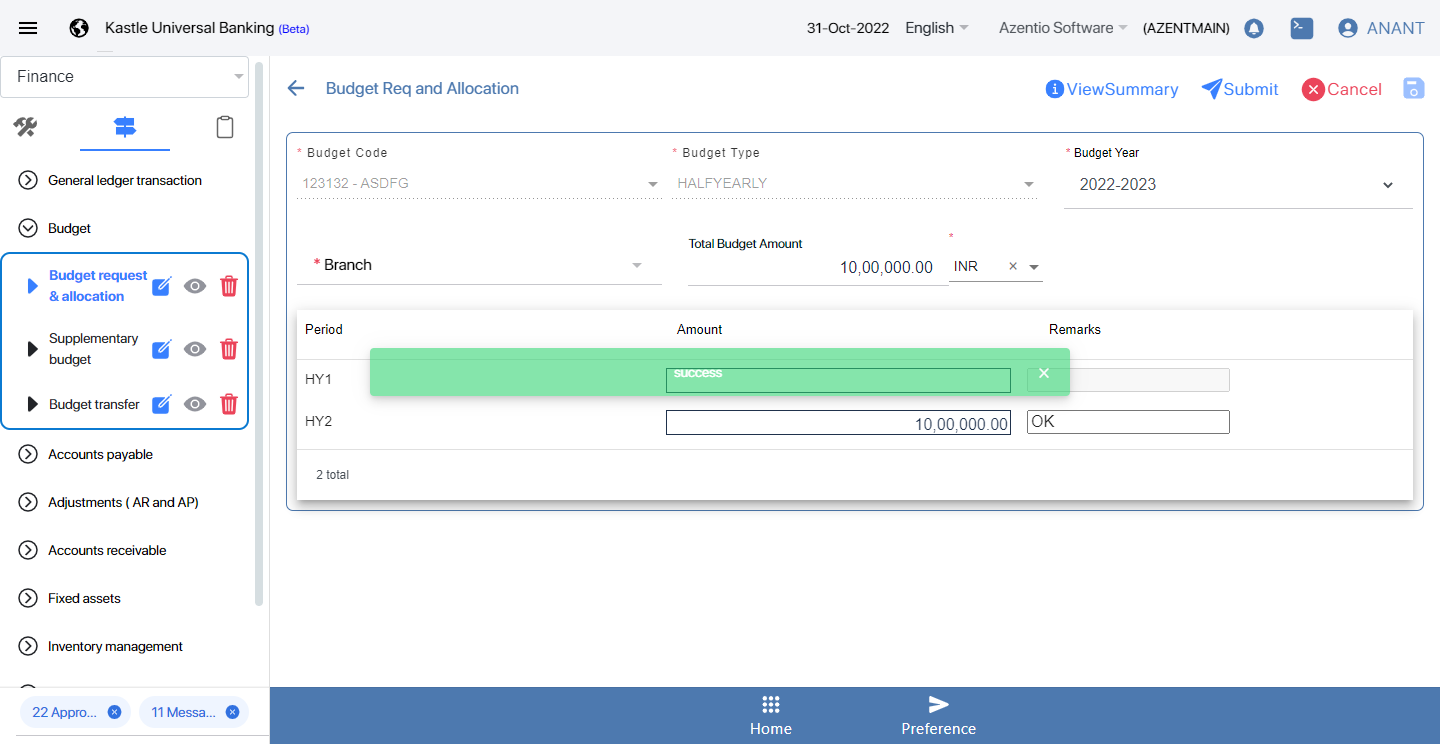 Kastle Universal Banking (Beta)
31-Oct-2022
English
Azentio Software
(AZENTMAIN)
ANANT
Finance
General ledger transaction
Budget
Budget request
& allocation
Supplementary
budget
Budget transfer
Accounts payable
Adjustments ( AR and AP)
Accounts receivable
Fixed assets
Inventory management
22 Appro...
11 Messa...
Budget Req and Allocation
ViewSummary
Submit
Cancel
* Budget Code
* Budget Type
* Budget Year
123132 - ASDFG
HALFYEARLY
2022-2023
* Branch
Total Budget Amount
*
10,00,000.00
INR
Period
Amount
Remarks
HY1
success
HY2
10,00,000.00
OK
2 total
Home
Preference